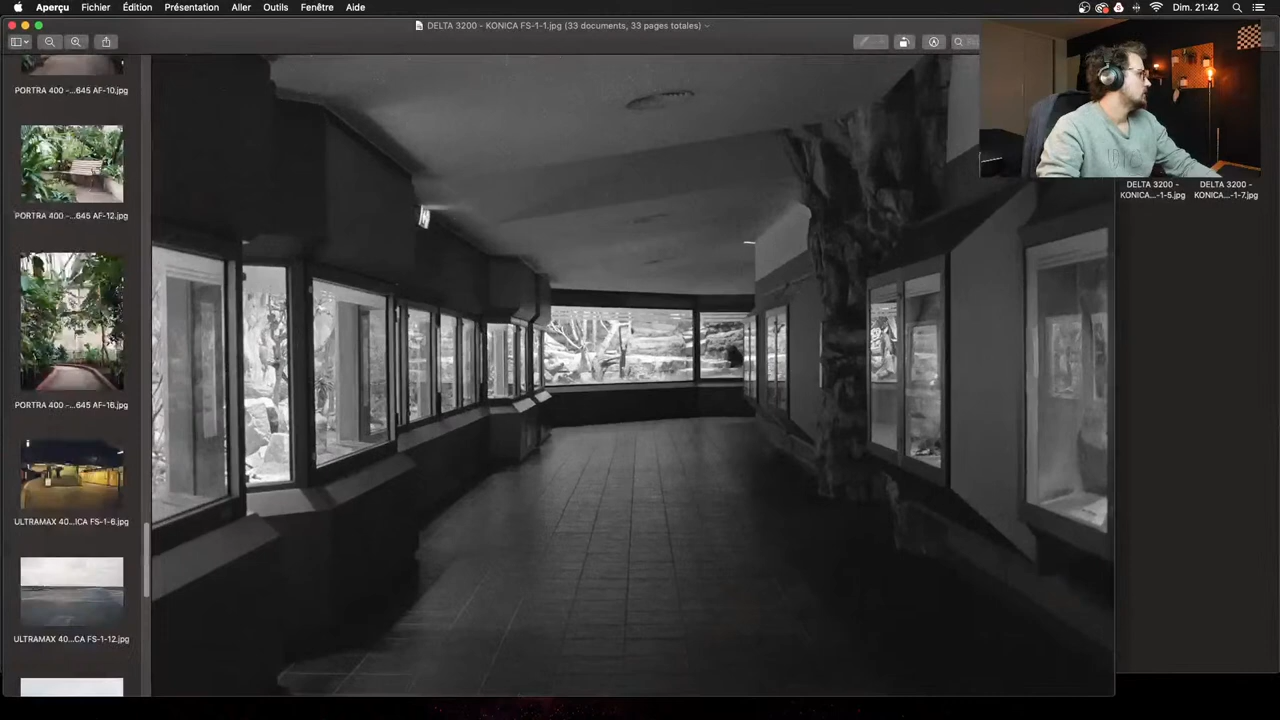 Aperçu Fichier Édition Présentation Aller Outils Fenêtre Aide Dim. 21:42
DELTA 3200 - KONICA FS-1-1.jpg (33 documents, 33 pages totales)
PORTRA 400 -...645 AF-10.jpg
PORTRA 400 -...645 AF-12.jpg
PORTRA 400 -...645 AF-16.jpg
ULTRAMAX 40...ICA FS-1-6.jpg
ULTRAMAX 40...CA FS-1-12.jpg
DELTA 3200 -
KONICA...-1-5.jpg
DELTA 3200 -
KONICA...-1-7.jpg